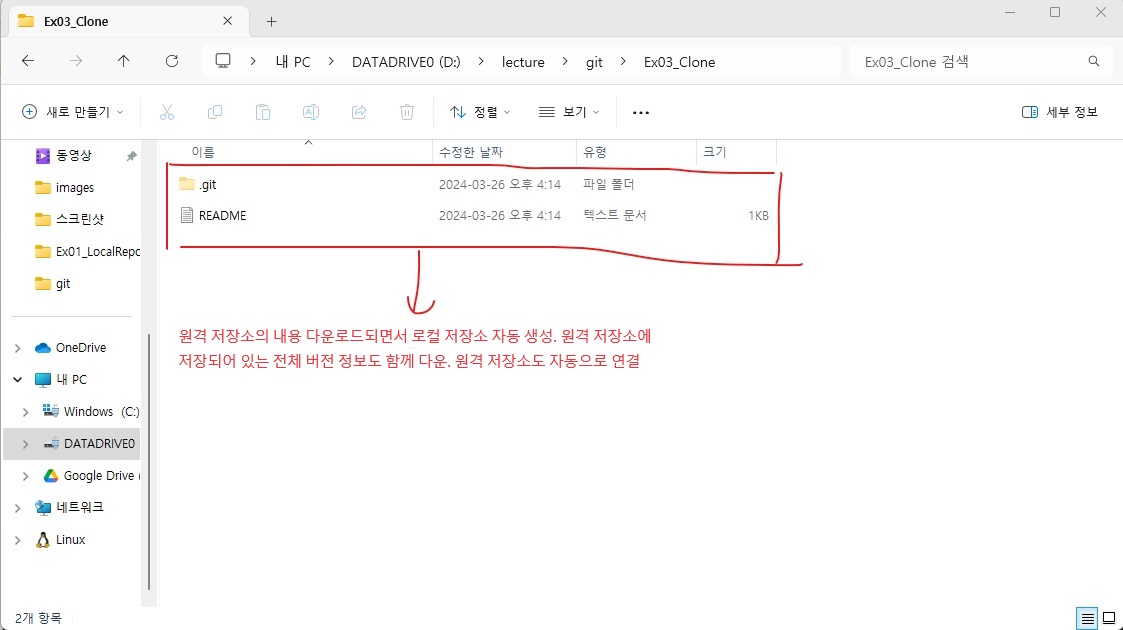 Ex03_Clone
내 PC
DATADRIVE0 (D:)
lecture
git
Ex03_Clone
Ex03_Clone 검색
새로 만들기
정렬
보기
세부 정보
이름 수정한 날짜 유형 크기
.git 2024-03-26 오후 4:14 파일 폴더
README 2024-03-26 오후 4:14 텍스트 문서 1KB
원격 저장소의 내용 다운로드되면서 로컬 저장소 자동 생성. 원격 저장소에
저장되어 있는 전체 버전 정보도 함께 다운. 원격 저장소도 자동으로 연결
동영상
images
스크린샷
Ex01_LocalRepo
git
OneDrive
내 PC
Windows (C:)
DATADRIVE0
Google Drive (
네트워크
Linux
2개 항목